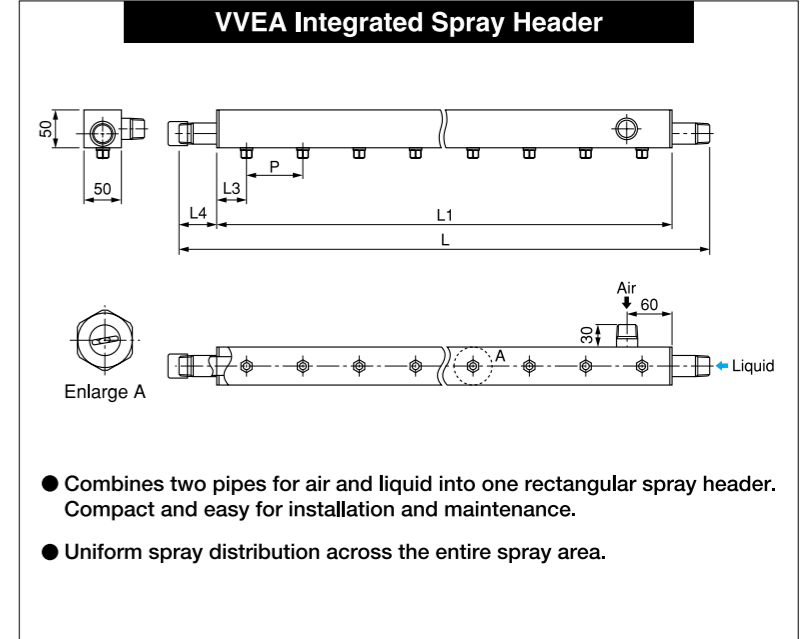 VVEA Integrated Spray Header
50
50
P
L3
L4
L1
L
Air
60
30
A
Liquid
Enlarge A
● Combines two pipes for air and liquid into one rectangular spray header.
Compact and easy for installation and maintenance.
● Uniform spray distribution across the entire spray area.